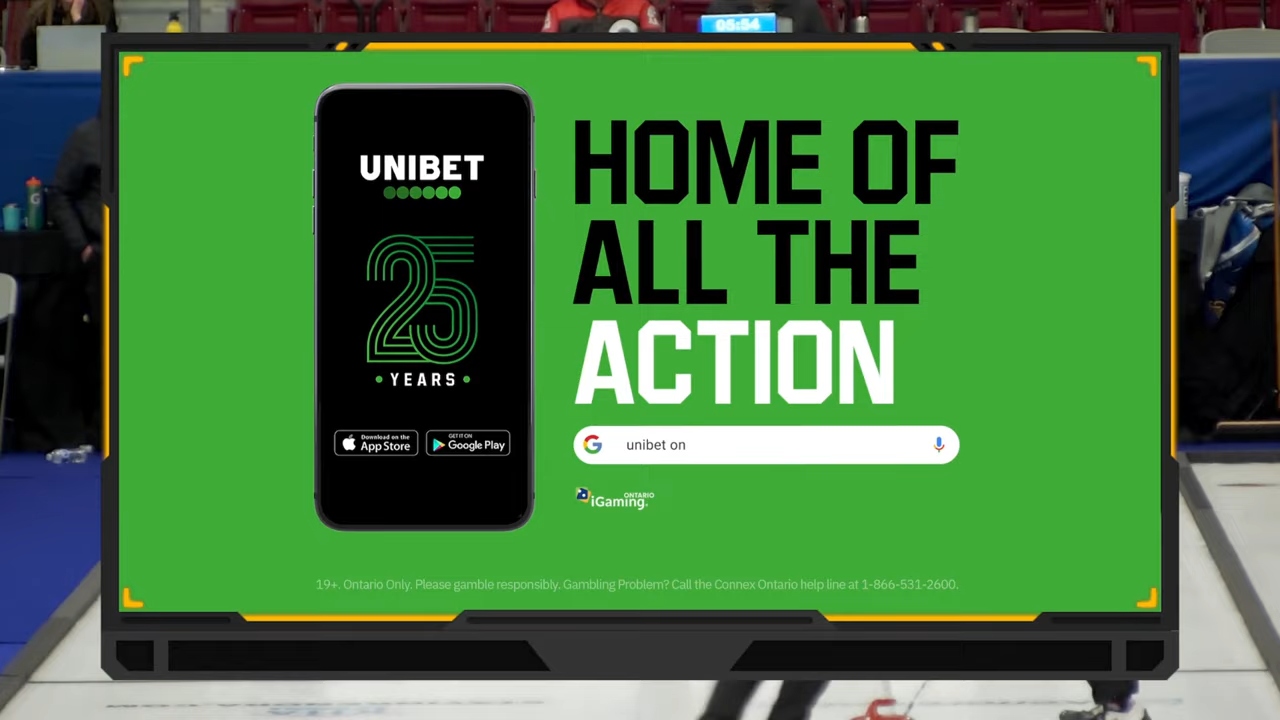 05:54
UNIBET
25
YEARS
Download on the
App Store
GET IT ON
Google Play
HOME OF
ALL THE
ACTION
unibet on
ONTARIO
iGaming
19+. Ontario Only. Please gamble responsibly. Gambling Problem? Call the Connex Ontario help line at 1-866-531-2600.